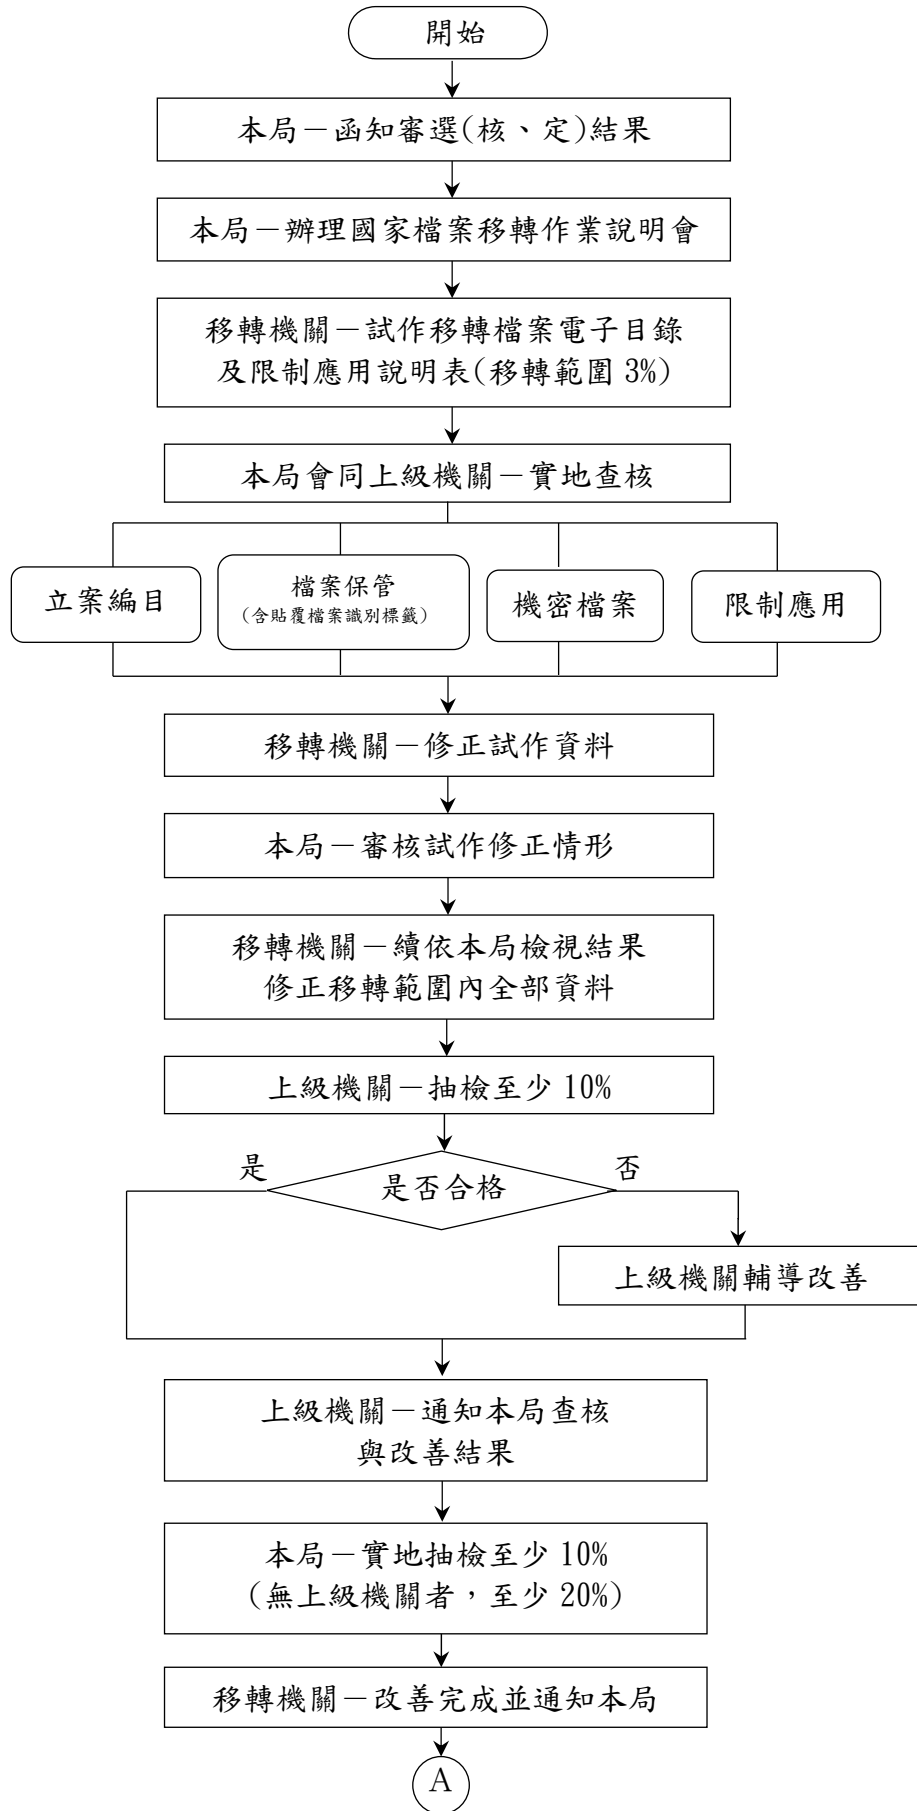 開始
本局－函知審選(核、定)結果
本局－辦理國家檔案移轉作業說明會
移轉機關－試作移轉檔案電子目錄
及限制應用說明表(移轉範圍 3%)
本局會同上級機關－實地查核
立案編目
檔案保管
(含貼覆檔案識別標籤)
機密檔案
限制應用
移轉機關－修正試作資料
本局－審核試作修正情形
移轉機關－續依本局檢視結果
修正移轉範圍內全部資料
上級機關－抽檢至少 10%
是
是否合格
否
上級機關輔導改善
上級機關－通知本局查核
與改善結果
本局－實地抽檢至少 10%
(無上級機關者，至少 20%)
移轉機關－改善完成並通知本局
A